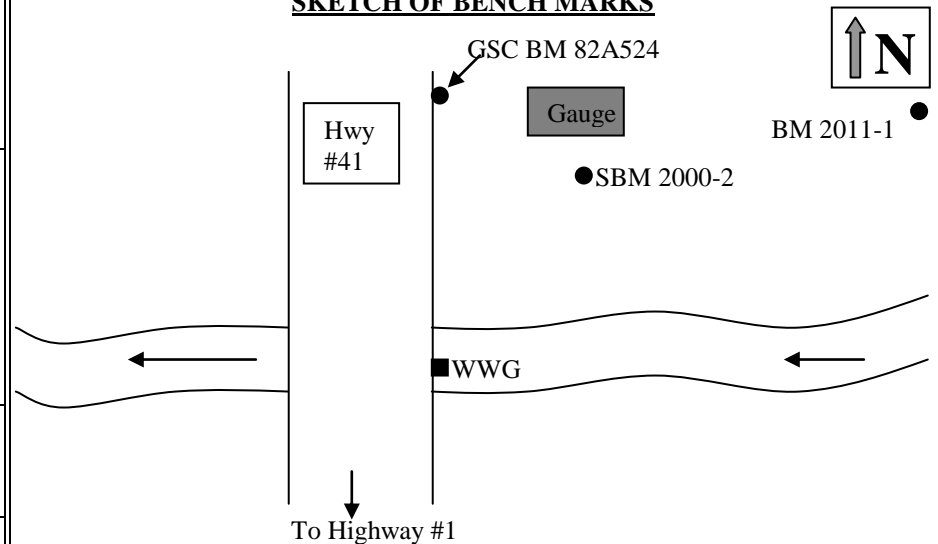 SKETCH OF BENCH MARKS
GSC BM 82A524
N
Hwy
#41
Gauge
BM 2011-1
SBM 2000-2
WWG
To Highway #1